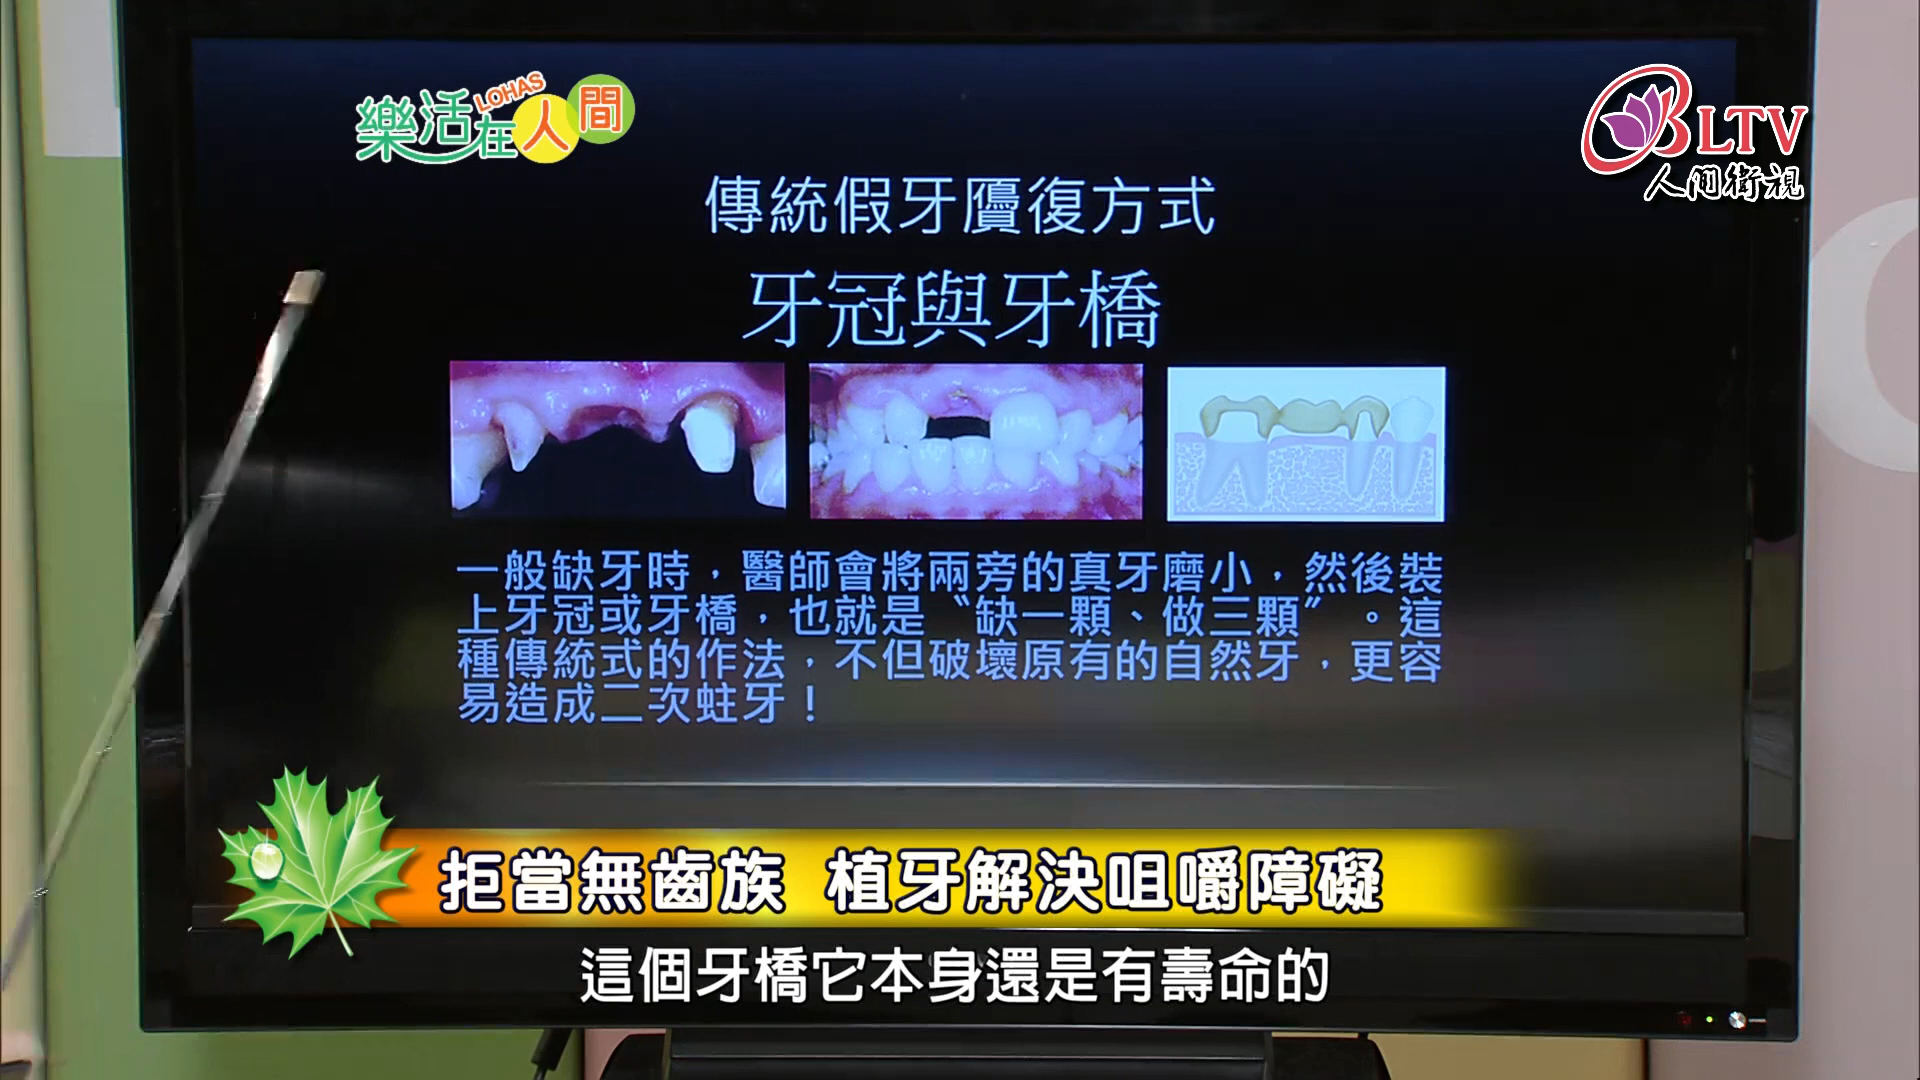 樂活在人間
LOHAS
BLTV
人間衛視
傳統假牙贗復方式
牙冠與牙橋
一般缺牙時，醫師會將兩旁的真牙磨小，然後裝
上牙冠或牙橋，也就是〝缺一顆、做三顆〞。這
種傳統式的作法，不但破壞原有的自然牙，更容
易造成二次蛀牙！
拒當無齒族 植牙解決咀嚼障礙
這個牙橋它本身還是有壽命的